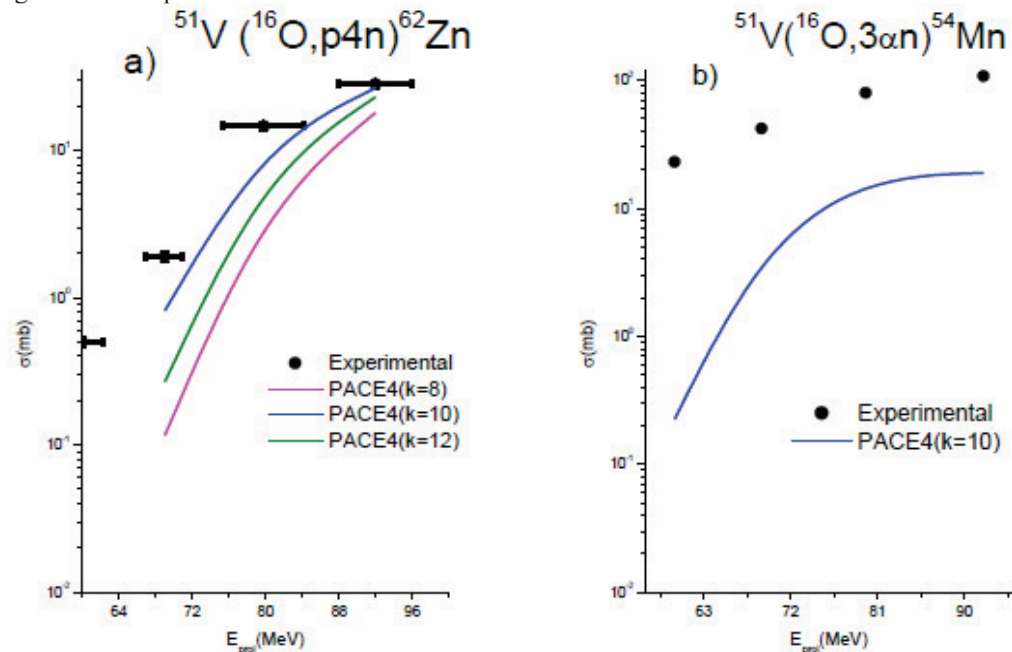 ⁵¹V (¹⁶O,p4n)⁶²Zn
a)
10¹
10⁰
10⁻¹
10⁻²
σ(mb)
Experimental
PACE4(k=8)
PACE4(k=10)
PACE4(k=12)
64 72 80 88 96
E_proj(MeV)
⁵¹V(¹⁶O,3αn)⁵⁴Mn
b)
10²
10¹
10⁰
10⁻¹
10⁻²
σ(mb)
Experimental
PACE4(k=10)
63 72 81 90
E_proj(MeV)